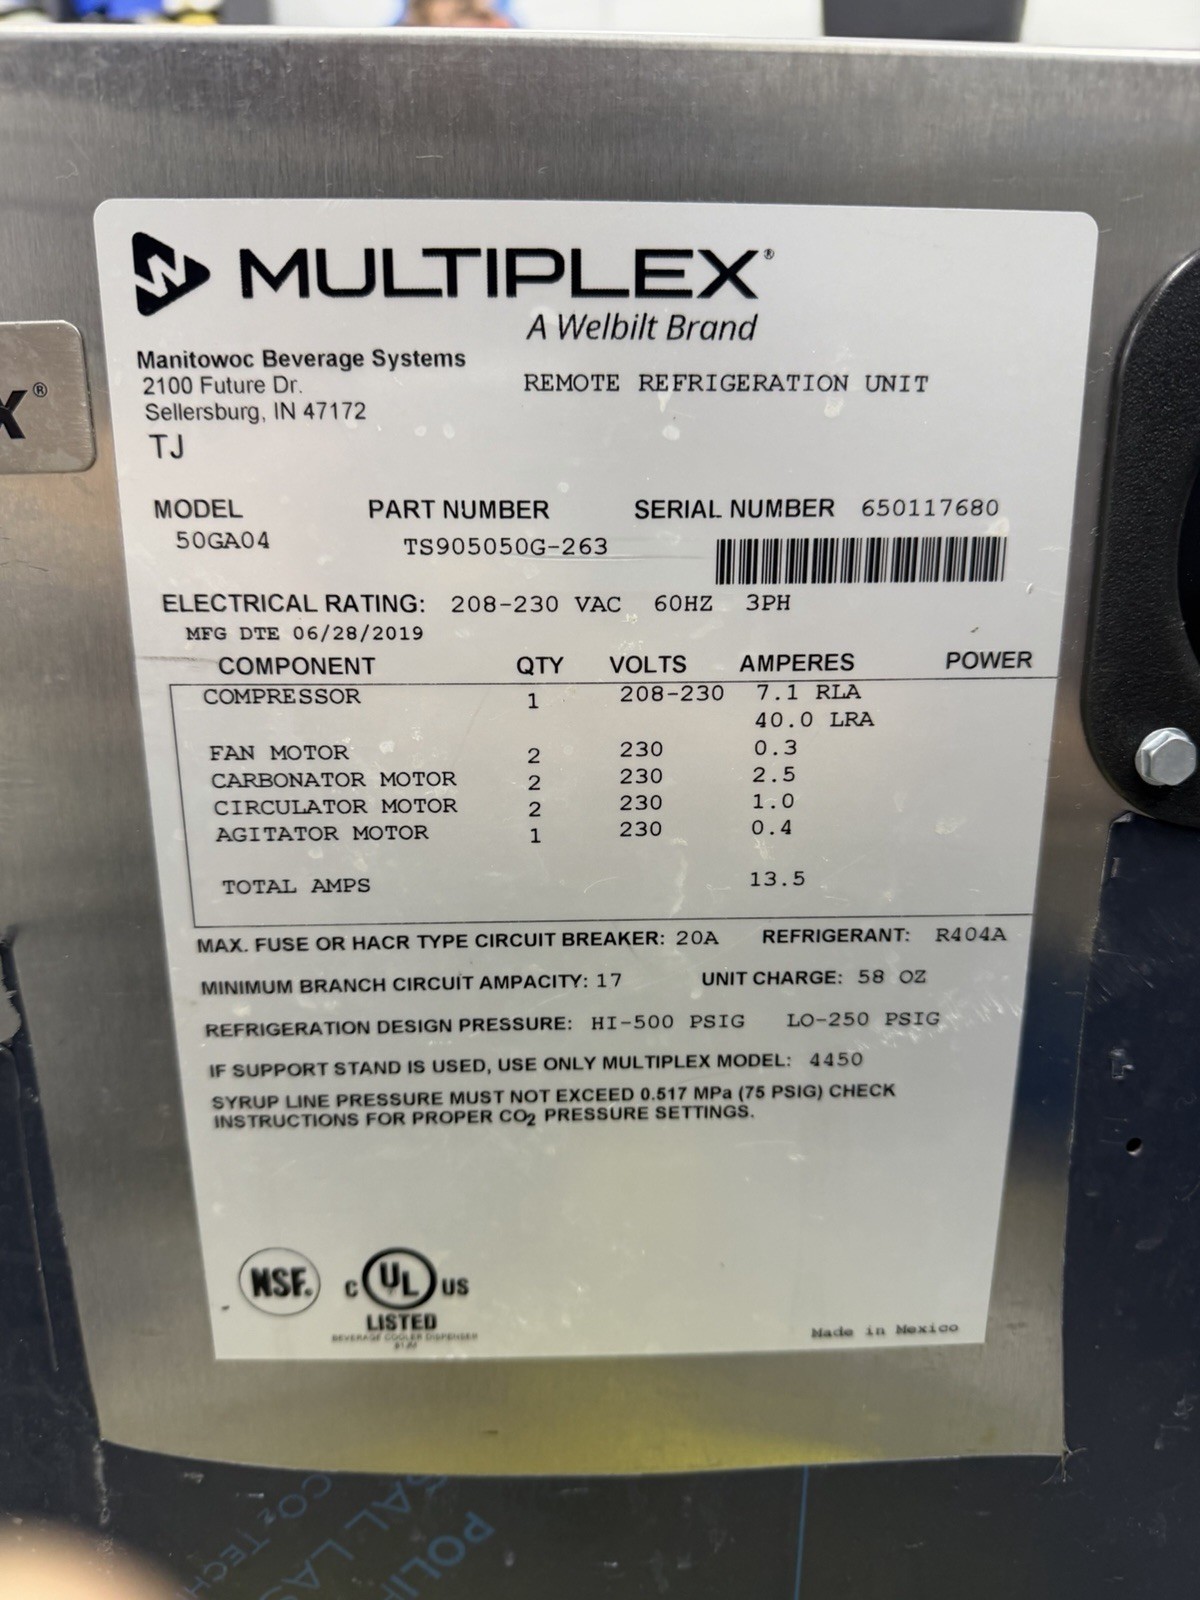 MULTIPLEX®
A Welbilt Brand
Manitowoc Beverage Systems
2100 Future Dr.
Sellersburg, IN 47172
TJ
REMOTE REFRIGERATION UNIT
X®
MODEL PART NUMBER SERIAL NUMBER 650117680
50GA04 TS905050G-263
ELECTRICAL RATING: 208-230 VAC 60HZ 3PH
MFG DTE 06/28/2019
COMPONENT QTY VOLTS AMPERES POWER
COMPRESSOR 1 208-230 7.1 RLA
40.0 LRA
FAN MOTOR 2 230 0.3
CARBONATOR MOTOR 2 230 2.5
CIRCULATOR MOTOR 2 230 1.0
AGITATOR MOTOR 1 230 0.4
TOTAL AMPS 13.5
MAX. FUSE OR HACR TYPE CIRCUIT BREAKER: 20A REFRIGERANT: R404A
MINIMUM BRANCH CIRCUIT AMPACITY: 17 UNIT CHARGE: 58 OZ
REFRIGERATION DESIGN PRESSURE: HI-500 PSIG LO-250 PSIG
IF SUPPORT STAND IS USED, USE ONLY MULTIPLEX MODEL: 4450
SYRUP LINE PRESSURE MUST NOT EXCEED 0.517 MPa (75 PSIG) CHECK
INSTRUCTIONS FOR PROPER CO2 PRESSURE SETTINGS.
NSF.
C UL US
LISTED
BEVERAGE COOLER DISPENSER
Made in Mexico